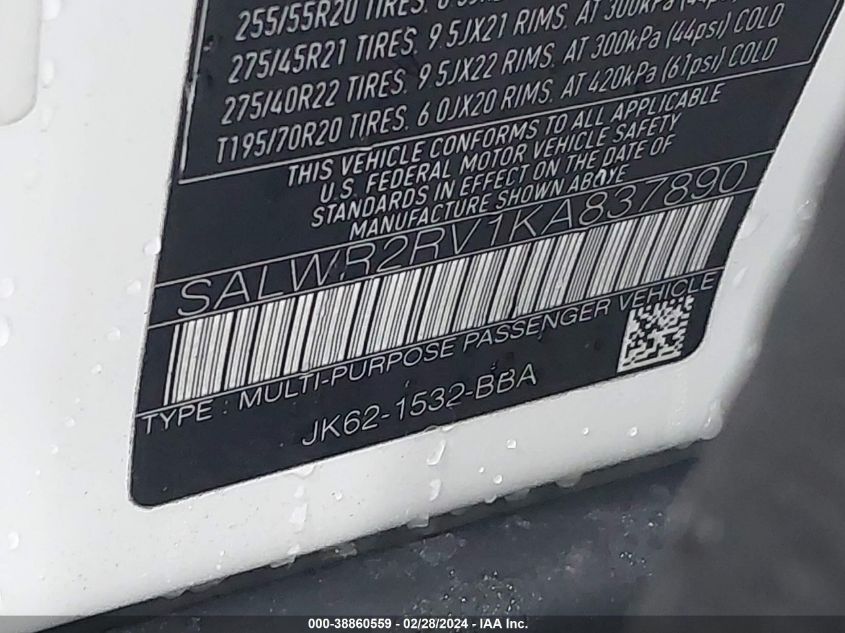 255/55R20 TIRES.
275/45R21 TIRES. 9.5JX21 RIMS. AT 300kPa
275/40R22 TIRES. 9.5JX22 RIMS. AT 300kPa (44psi) COLD
T195/70R20 TIRES. 6.0JX20 RIMS. AT 420kPa (61psi) COLD
THIS VEHICLE CONFORMS TO ALL APPLICABLE
U.S. FEDERAL MOTOR VEHICLE SAFETY
STANDARDS IN EFFECT ON THE DATE OF
MANUFACTURE SHOWN ABOVE
SALWR2RV1KA837890
TYPE : MULTI-PURPOSE PASSENGER VEHICLE
JK62-1532-BBA
000-38860559 - 02/28/2024 - IAA Inc.